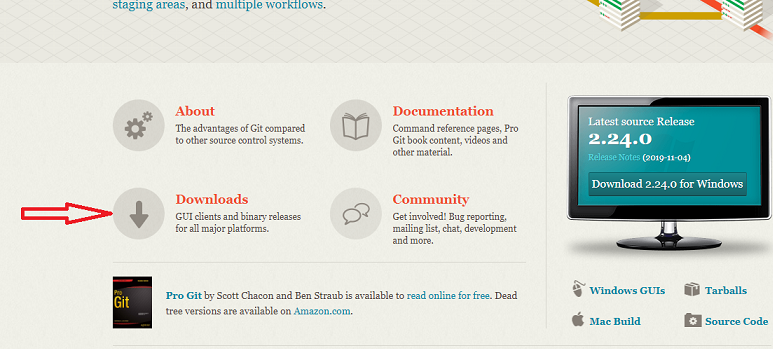 staging areas, and multiple workflows.
About
The advantages of Git compared
to other source control systems.
Documentation
Command reference pages, Pro
Git book content, videos and
other material.
Downloads
GUI clients and binary releases
for all major platforms.
Community
Get involved! Bug reporting,
mailing list, chat, development
and more.
Pro
Git
Pro Git by Scott Chacon and Ben Straub is available to read online for free. Dead
tree versions are available on Amazon.com.
Latest source Release
2.24.0
Release Notes (2019-11-04)
Download 2.24.0 for Windows
Windows GUIs
Tarballs
Mac Build
Source Code